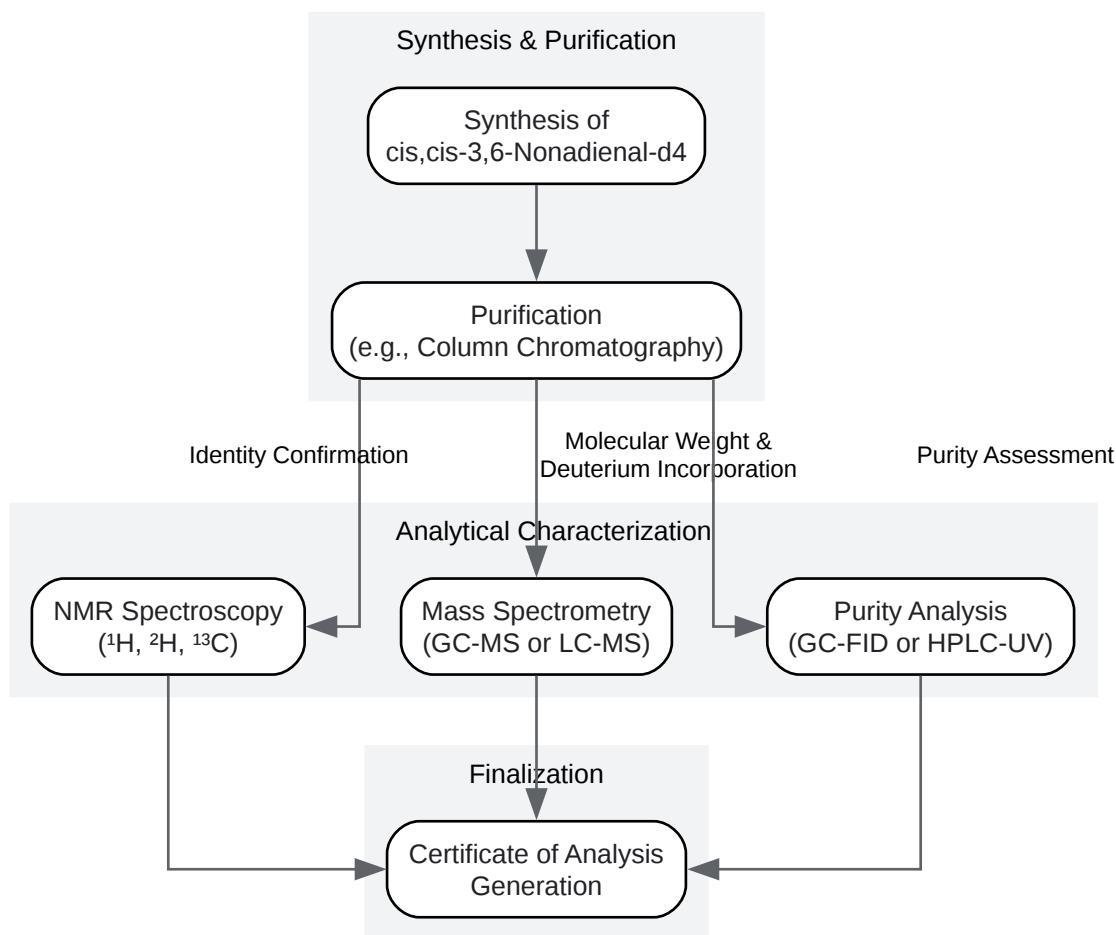 Synthesis & Purification
Synthesis of
cis,cis-3,6-Nonadienal-d4
Purification
(e.g., Column Chromatography)
Identity Confirmation
Molecular Weight &
Deuterium Incorporation
Purity Assessment
Analytical Characterization
NMR Spectroscopy
(¹H, ²H, ¹³C)
Mass Spectrometry
(GC-MS or LC-MS)
Purity Analysis
(GC-FID or HPLC-UV)
Finalization
Certificate of Analysis
Generation